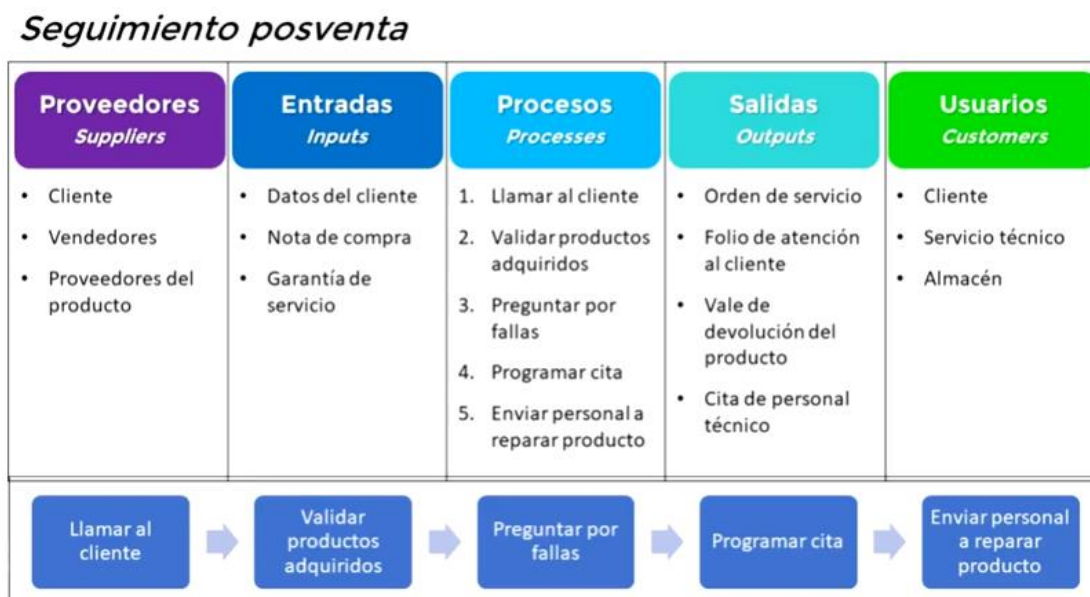 Seguimiento posventa
Proveedores
Suppliers
• Cliente
• Vendedores
• Proveedores del
producto
Entradas
Inputs
• Datos del cliente
• Nota de compra
• Garantía de
servicio
Procesos
Processes
1. Llamar al cliente
2. Validar productos
adquiridos
3. Preguntar por
fallas
4. Programar cita
5. Enviar personal a
reparar producto
Salidas
Outputs
• Orden de servicio
• Folio de atención
al cliente
• Vale de
devolución del
producto
• Cita de personal
técnico
Usuarios
Customers
• Cliente
• Servicio técnico
• Almacén
Llamar al
cliente
Validar
productos
adquiridos
Preguntar por
fallas
Programar cita
Enviar personal
a reparar
producto